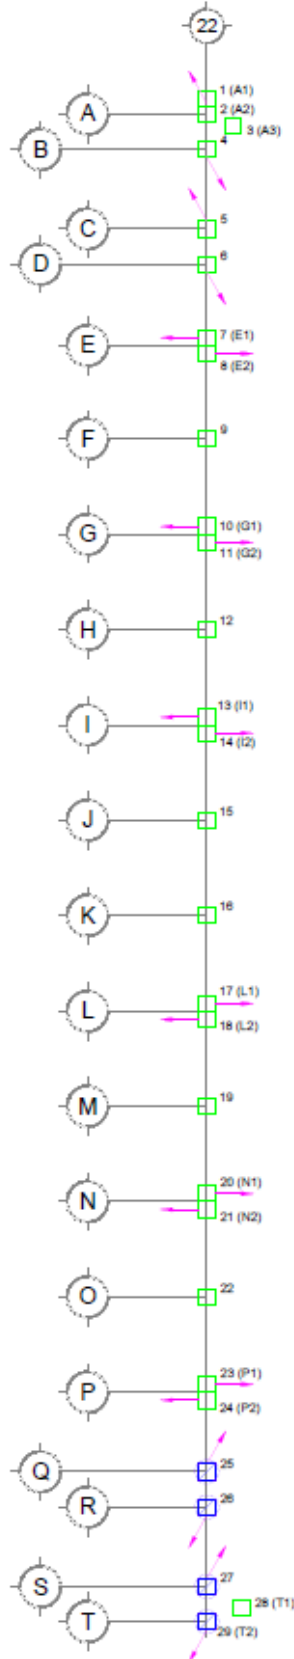 22
1 (A1)
A
2 (A2)
3 (A3)
B
4
C
5
D
6
E
7 (E1)
8 (E2)
F
9
G
10 (G1)
11 (G2)
H
12
I
13 (I1)
14 (I2)
J
15
K
16
L
17 (L1)
18 (L2)
M
19
N
20 (N1)
21 (N2)
O
22
P
23 (P1)
24 (P2)
Q
25
R
26
S
27
28 (T1)
T
29 (T2)